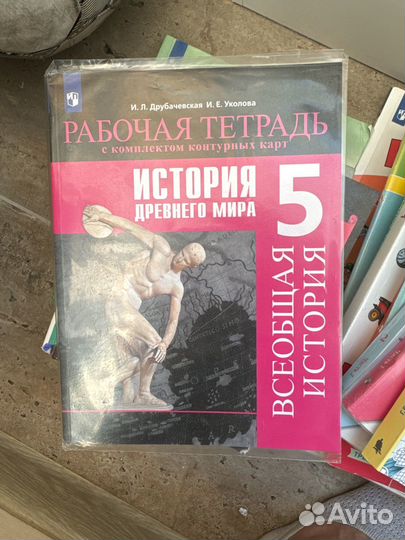 И. Л. Друбачевская И. Е. Уколова
РАБОЧАЯ ТЕТРАДЬ
с комплектом контурных карт
ИСТОРИЯ
ДРЕВНЕГО МИРА
5
ВСЕОБЩАЯ
ИСТОРИЯ
Avito